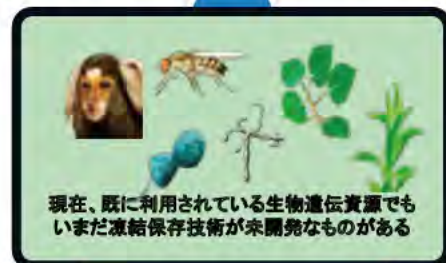 現在、既に利用されている生物遺伝資源でも
いまだ凍結保存技術が未開発なものがある